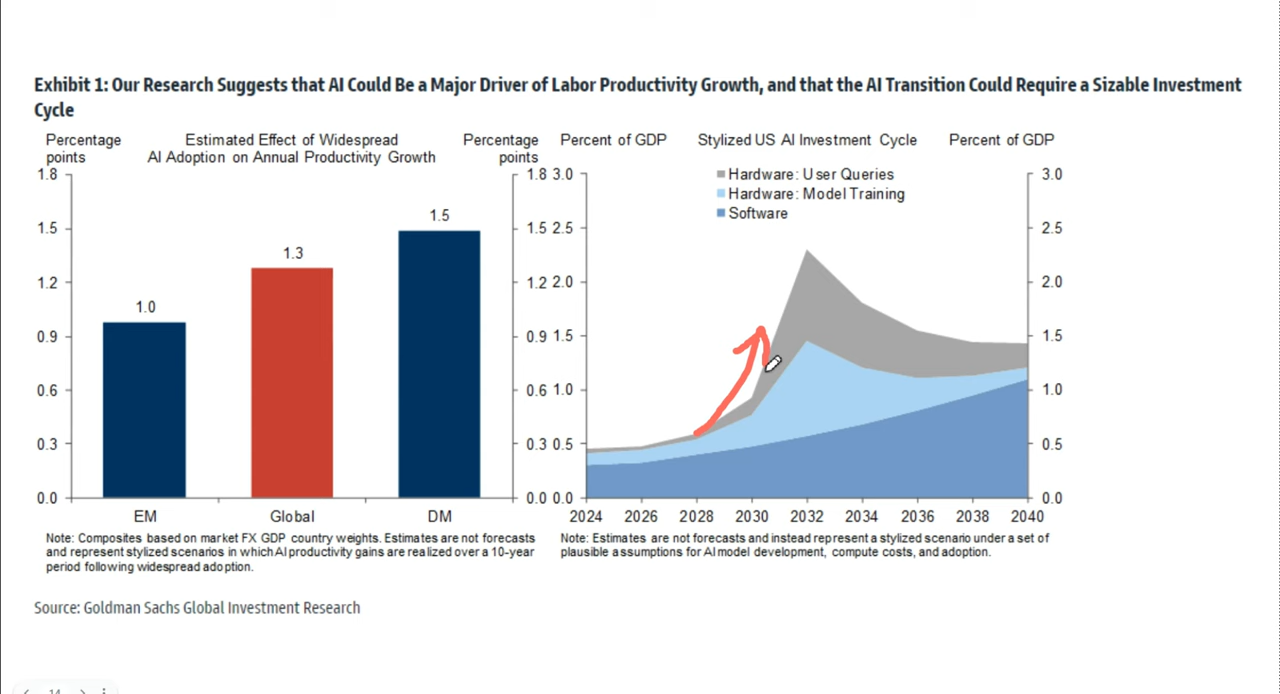 Exhibit 1: Our Research Suggests that AI Could Be a Major Driver of Labor Productivity Growth, and that the AI Transition Could Require a Sizable Investment
Cycle
Percentage
points
Estimated Effect of Widespread
AI Adoption on Annual Productivity Growth
Percentage
points
1.8
1.5
1.2
0.9
0.6
0.3
0.0
1.0
1.3
1.5
1.8
1.5
1.2
0.9
0.6
0.3
0.0
EM
Global
DM
Note: Composites based on market FX GDP country weights. Estimates are not forecasts
and represent stylized scenarios in which AI productivity gains are realized over a 10-year
period following widespread adoption.
Percent of GDP
Stylized US AI Investment Cycle
Percent of GDP
3.0
2.5
2.0
1.5
1.0
0.5
0.0
Hardware: User Queries
Hardware: Model Training
Software
3.0
2.5
2.0
1.5
1.0
0.5
0.0
2024
2026
2028
2030
2032
2034
2036
2038
2040
Note: Estimates are not forecasts and instead represent a stylized scenario under a set of
plausible assumptions for AI model development, compute costs, and adoption.
Source: Goldman Sachs Global Investment Research
14